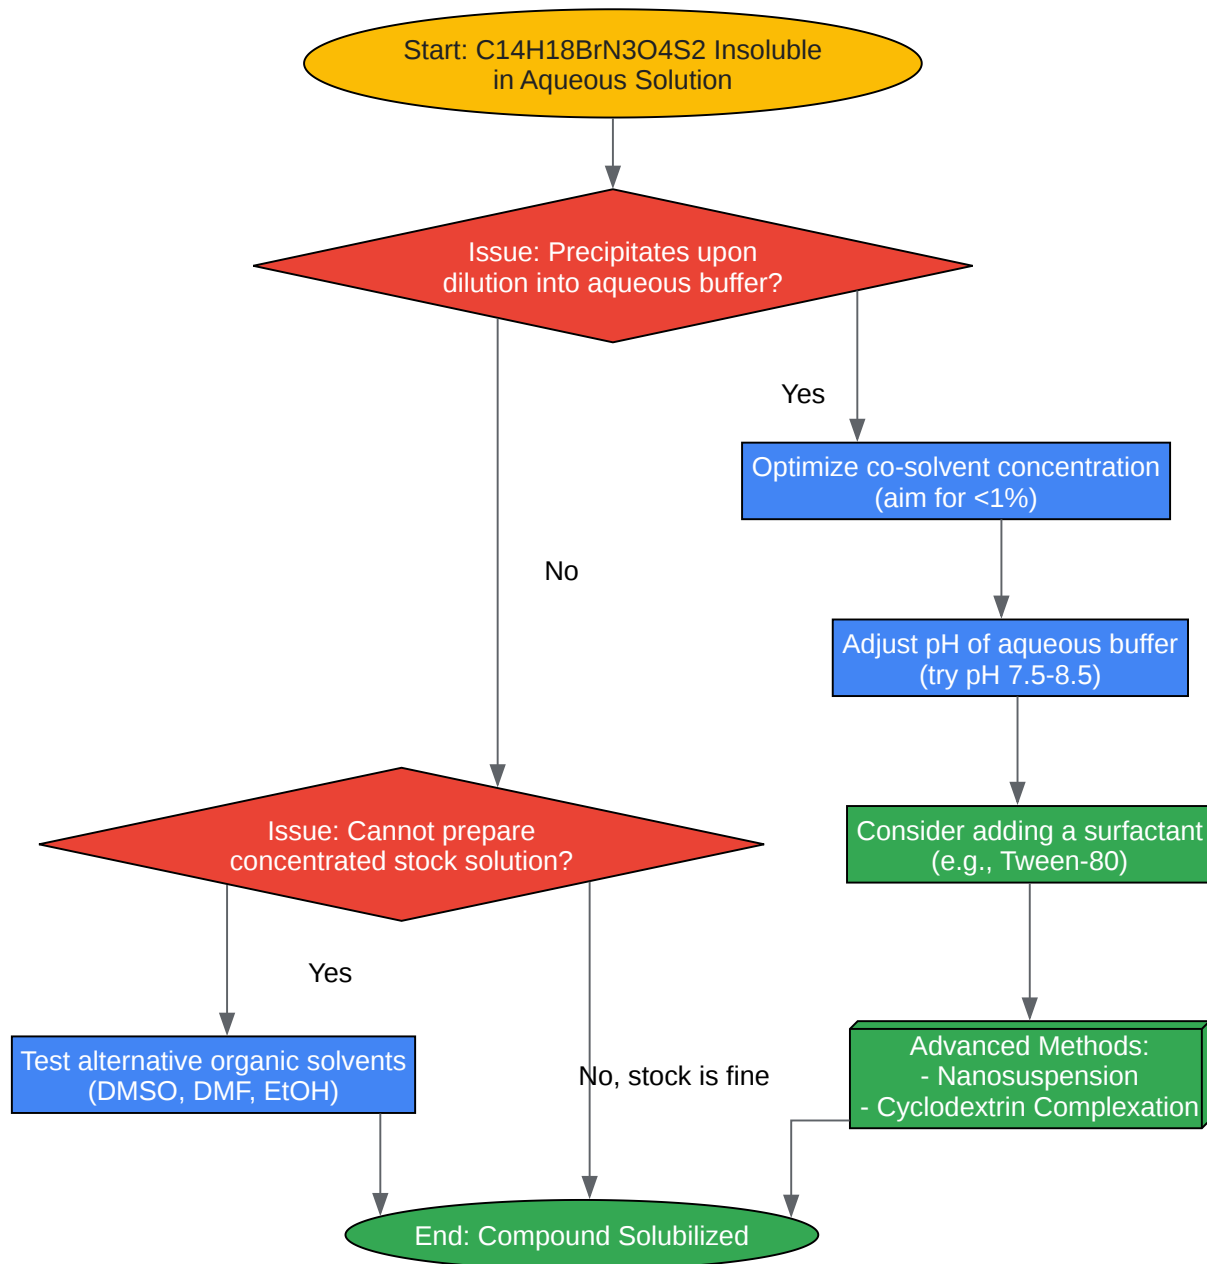 Start: C14H18BrN3O4S2 Insoluble
in Aqueous Solution
Issue: Precipitates upon
dilution into aqueous buffer?
Yes
Optimize co-solvent concentration
(aim for <1%)
No
Adjust pH of aqueous buffer
(try pH 7.5-8.5)
Issue: Cannot prepare
concentrated stock solution?
Consider adding a surfactant
(e.g., Tween-80)
Yes
Test alternative organic solvents
(DMSO, DMF, EtOH)
No, stock is fine
Advanced Methods:
- Nanosuspension
- Cyclodextrin Complexation
End: Compound Solubilized